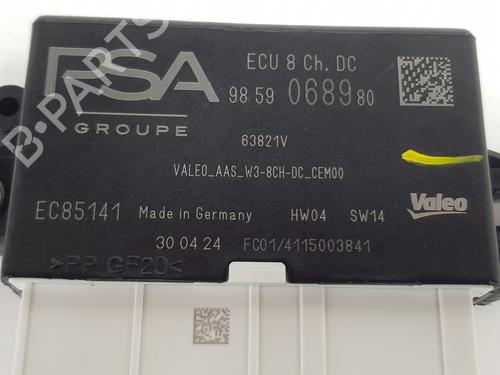 PSA
GROUPE
ECU 8 Ch. DC
98 59 0689 80
63821V
VALEO_AAS_W3-8CH-DC_CEM00
EC85141
Made in Germany
HW04 SW14
Valeo
30 04 24
FC01/4115003841
>PP GF20<
B-PARTS